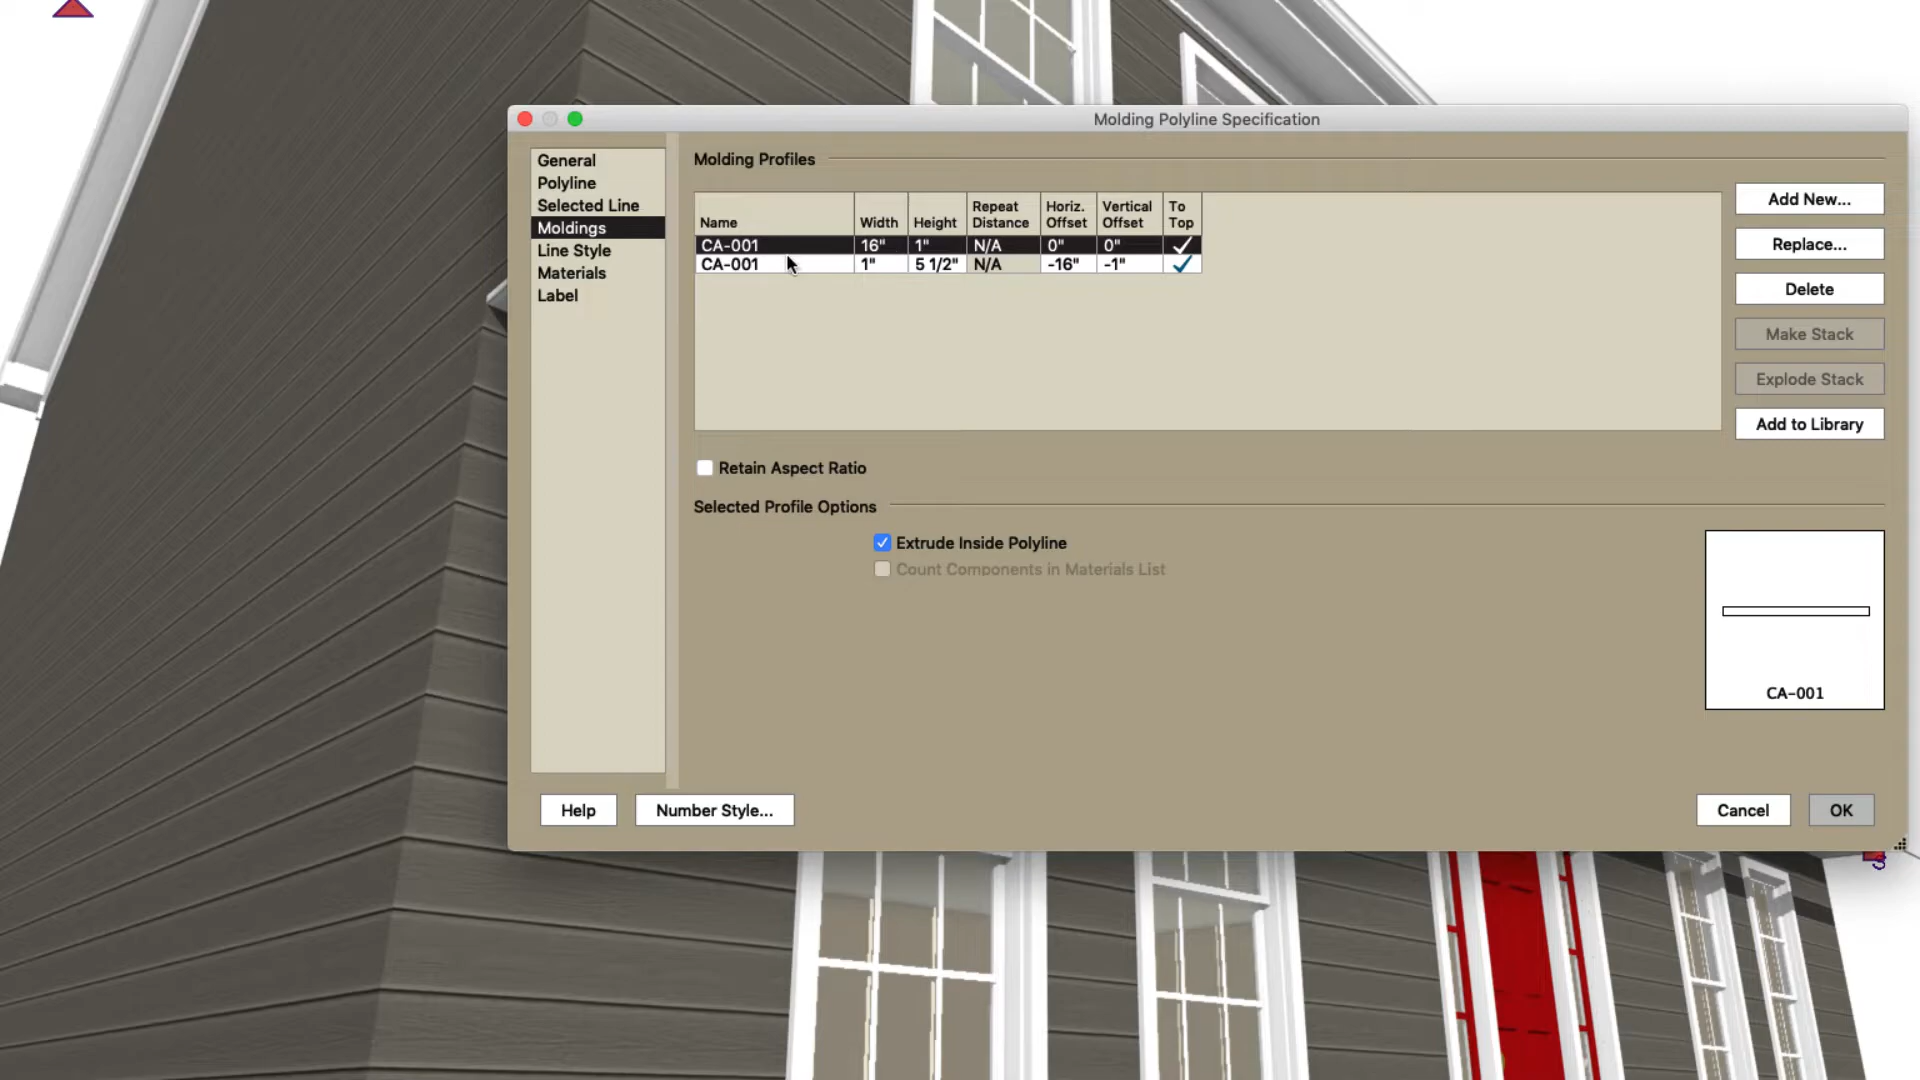 Molding Polyline Specification
General
Polyline
Selected Line
Moldings
Line Style
Materials
Label
Molding Profiles
Name Width Height Repeat Distance Horiz. Offset Vertical Offset To Top
CA-001 16" 1" N/A 0" 0"
CA-001 1" 5 1/2" N/A -16" -1"
Add New...
Replace...
Delete
Make Stack
Explode Stack
Add to Library
Retain Aspect Ratio
Selected Profile Options
Extrude Inside Polyline
Count Components in Materials List
CA-001
Help
Number Style...
Cancel
OK
3